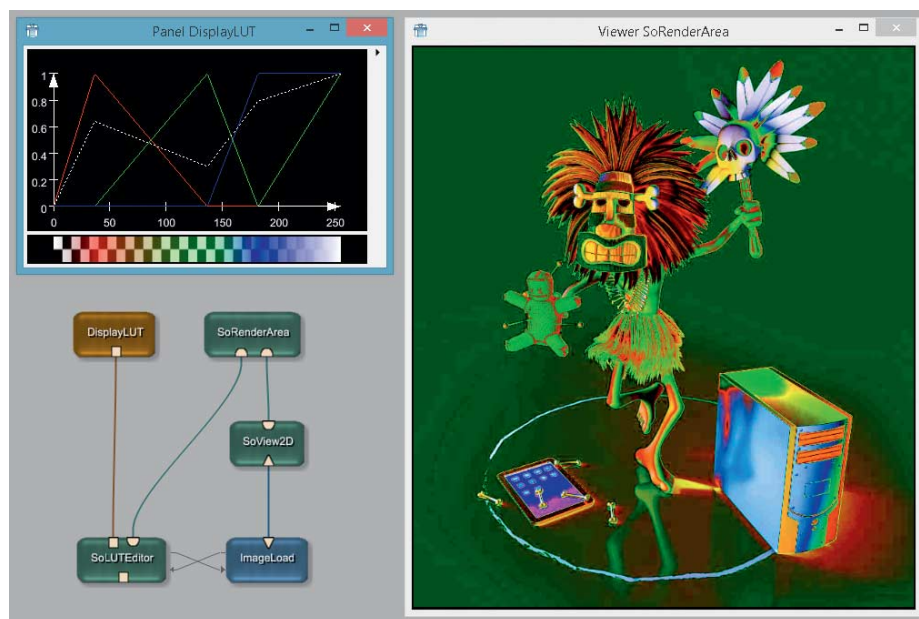 Panel DisplayLUT
1
0.8
0.6
0.4
0.2
0
0 50 100 150 200 250
DisplayLUT
SoRenderArea
SoView2D
SoLUTEditor
ImageLoad
Viewer SoRenderArea